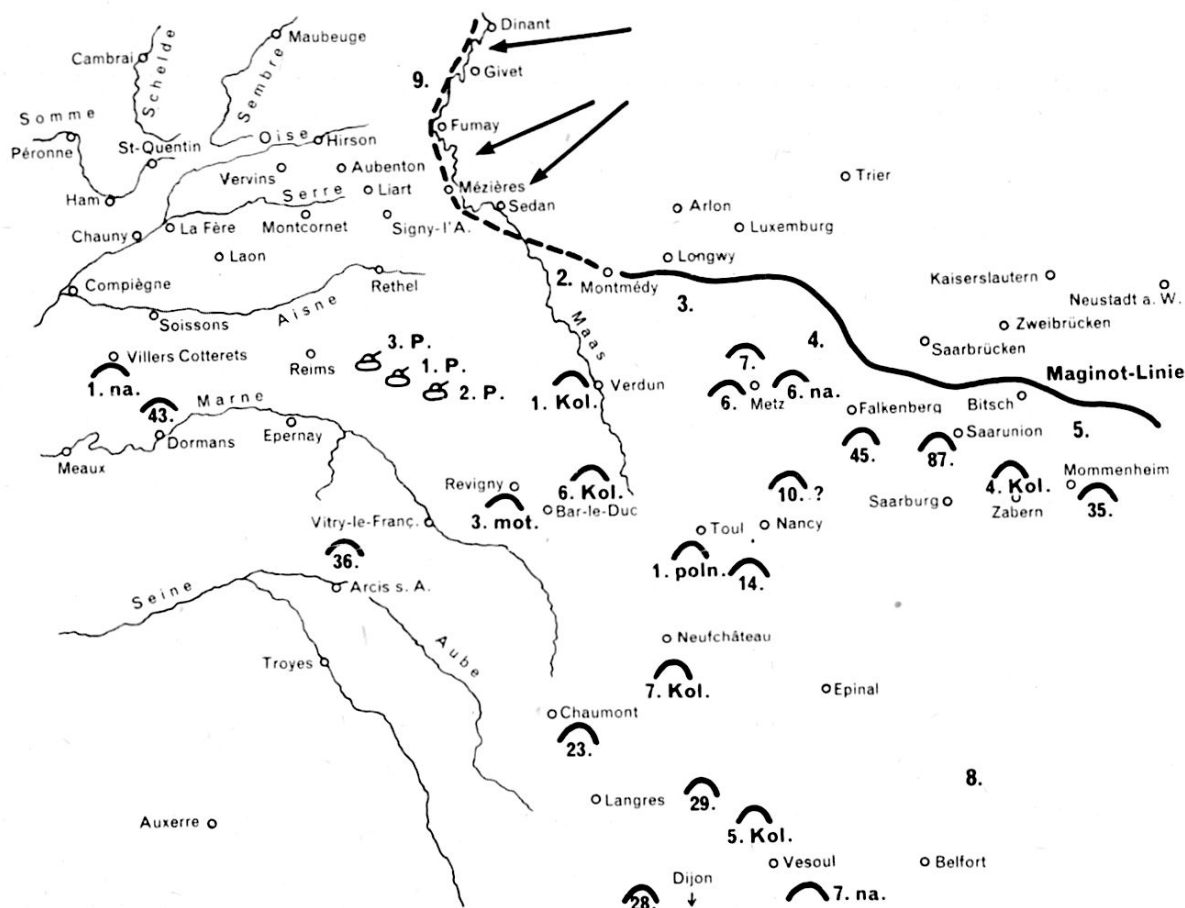 Dinant
Maubeuge
Cambrai
Schelde
Sembre
Givet
9.
Somme
Péronne
St-Quentin
Oise
Hirson
Fumay
Vervins
Aubenton
Trier
Ham
Serre
Liart
Mézières
Sedan
Arlon
Chauny
La Fère
Montcornet
Signy-l'A.
Luxemburg
Laon
Longwy
Compiègne
Rethel
2.
Montmédy
Kaiserslautern
Neustadt a. W.
Soissons
Aisne
Maas
3.
Zweibrücken
4.
Saarbrücken
Villers Cotterets
Reims
3. P.
1. P.
2. P.
7.
Maginot-Linie
1. na.
1. Kol.
Verdun
6.
Metz
6. na.
Bitsch
43.
Marne
Falkenberg
5.
Dormans
Epernay
Saarunion
Meaux
45.
87.
Mommenheim
Revigny
6. Kol.
10. ?
4. Kol.
3. mot.
Bar-le-Duc
Saarburg
Zabern
35.
Vitry-le-Franç.
Toul
Nancy
36.
1. poln.
14.
Arcis s. A.
Seine
Aube
Neufchâteau
Troyes
7. Kol.
Epinal
Chaumont
23.
8.
Langres
29.
Auxerre
5. Kol.
Vesoul
Belfort
Dijon
28.
7. na.